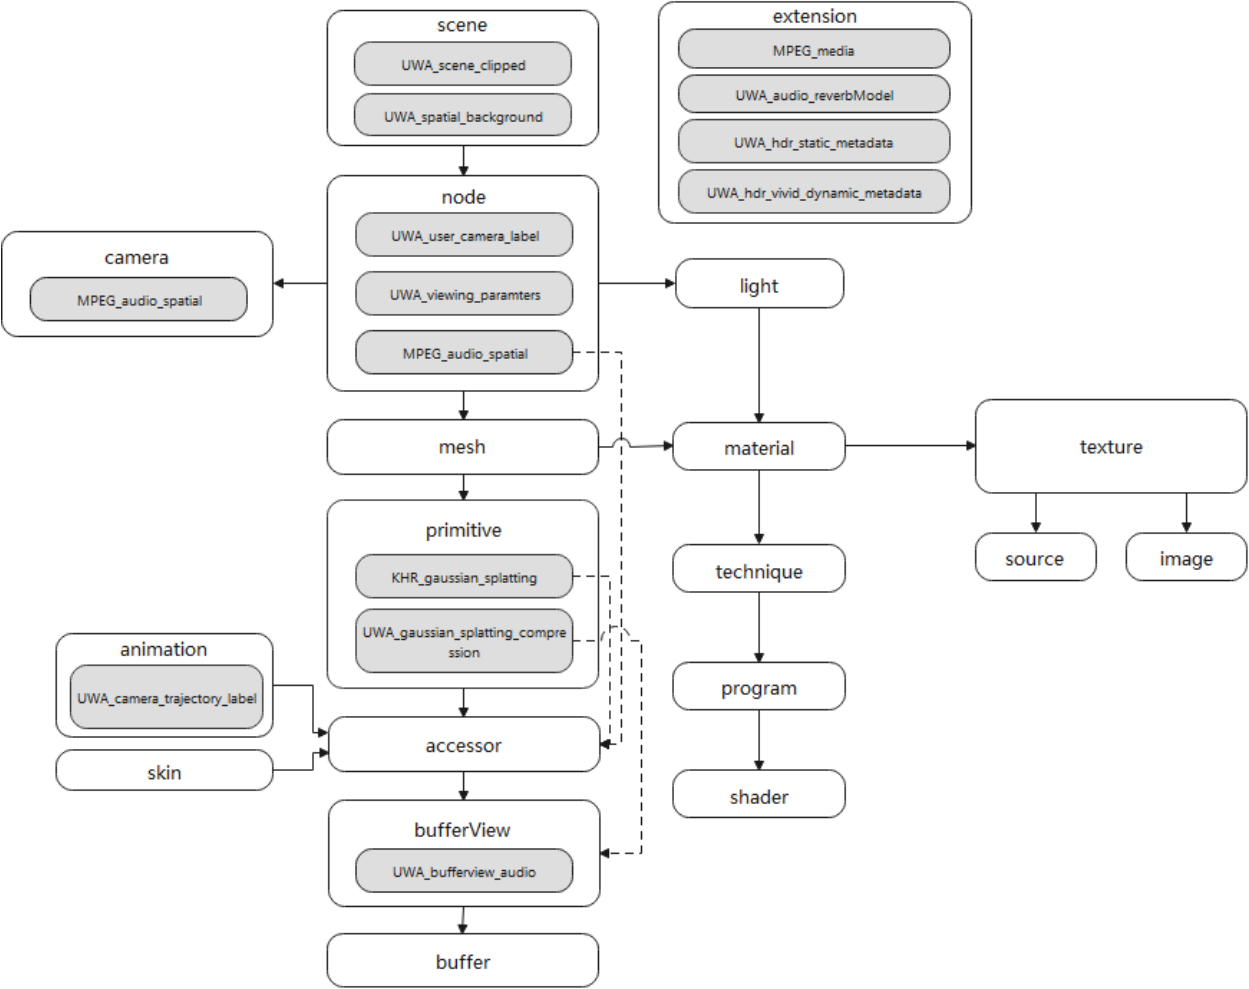 scene
UWA_scene_clipped
UWA_spatial_background
extension
MPEG_media
UWA_audio_reverbModel
UWA_hdr_static_metadata
UWA_hdr_vivid_dynamic_metadata
node
UWA_user_camera_label
UWA_viewing_paramters
MPEG_audio_spatial
camera
MPEG_audio_spatial
light
mesh
material
texture
source
image
primitive
KHR_gaussian_splatting
UWA_gaussian_splatting_compre
ssion
technique
program
shader
animation
UWA_camera_trajectory_label
skin
accessor
bufferView
UWA_bufferview_audio
buffer